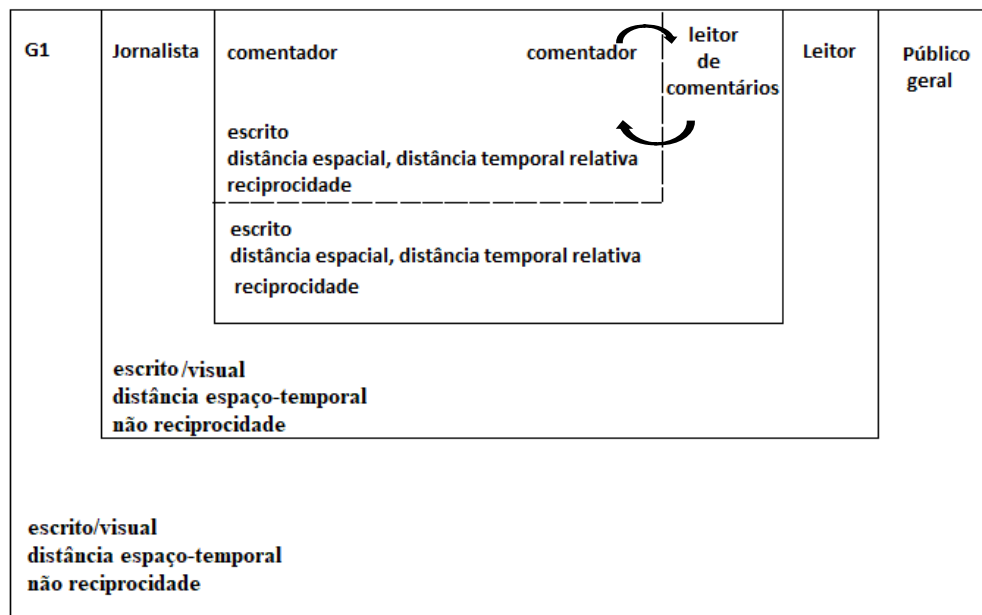 G1
Jornalista
comentador
comentador
leitor
de
comentários
Leitor
Público
geral
escrito
distância espacial, distância temporal relativa
reciprocidade
escrito
distância espacial, distância temporal relativa
reciprocidade
escrito/visual
distância espaço-temporal
não reciprocidade
escrito/visual
distância espaço-temporal
não reciprocidade